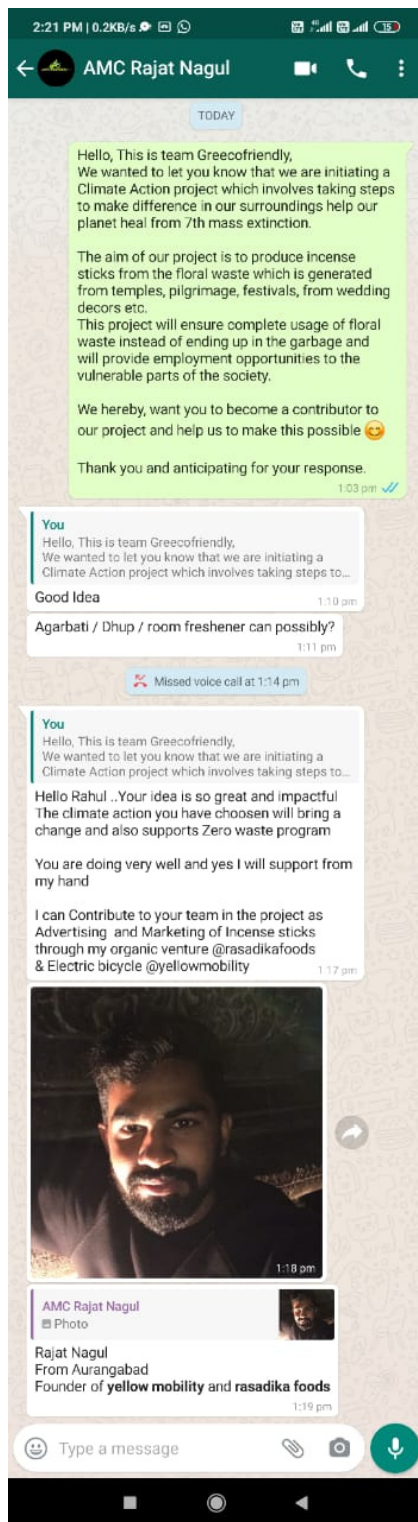 2:21 PM | 0.2KB/s
15
AMC Rajat Nagul
TODAY
Hello, This is team Greecofriendly,
We wanted to let you know that we are initiating a
Climate Action project which involves taking steps
to make difference in our surroundings help our
planet heal from 7th mass extinction.
The aim of our project is to produce incense
sticks from the floral waste which is generated
from temples, pilgrimage, festivals, from wedding
decors etc.
This project will ensure complete usage of floral
waste instead of ending up in the garbage and
will provide employment opportunities to the
vulnerable parts of the society.
We hereby, want you to become a contributor to
our project and help us to make this possible 😊
Thank you and anticipating for your response.
1:03 pm
You
Hello, This is team Greecofriendly,
We wanted to let you know that we are initiating a
Climate Action project which involves taking steps to...
Good Idea
1:10 pm
Agarbati / Dhup / room freshener can possibly?
1:11 pm
Missed voice call at 1:14 pm
You
Hello, This is team Greecofriendly,
We wanted to let you know that we are initiating a
Climate Action project which involves taking steps to...
Hello Rahul ..Your idea is so great and impactful
The climate action you have choosen will bring a
change and also supports Zero waste program
You are doing very well and yes I will support from
my hand
I can Contribute to your team in the project as
Advertising and Marketing of Incense sticks
through my organic venture @rasadikafoods
& Electric bicycle @yellowmobility
1:17 pm
1:18 pm
AMC Rajat Nagul
Photo
Rajat Nagul
From Aurangabad
Founder of yellow mobility and rasadika foods
1:19 pm
Type a message